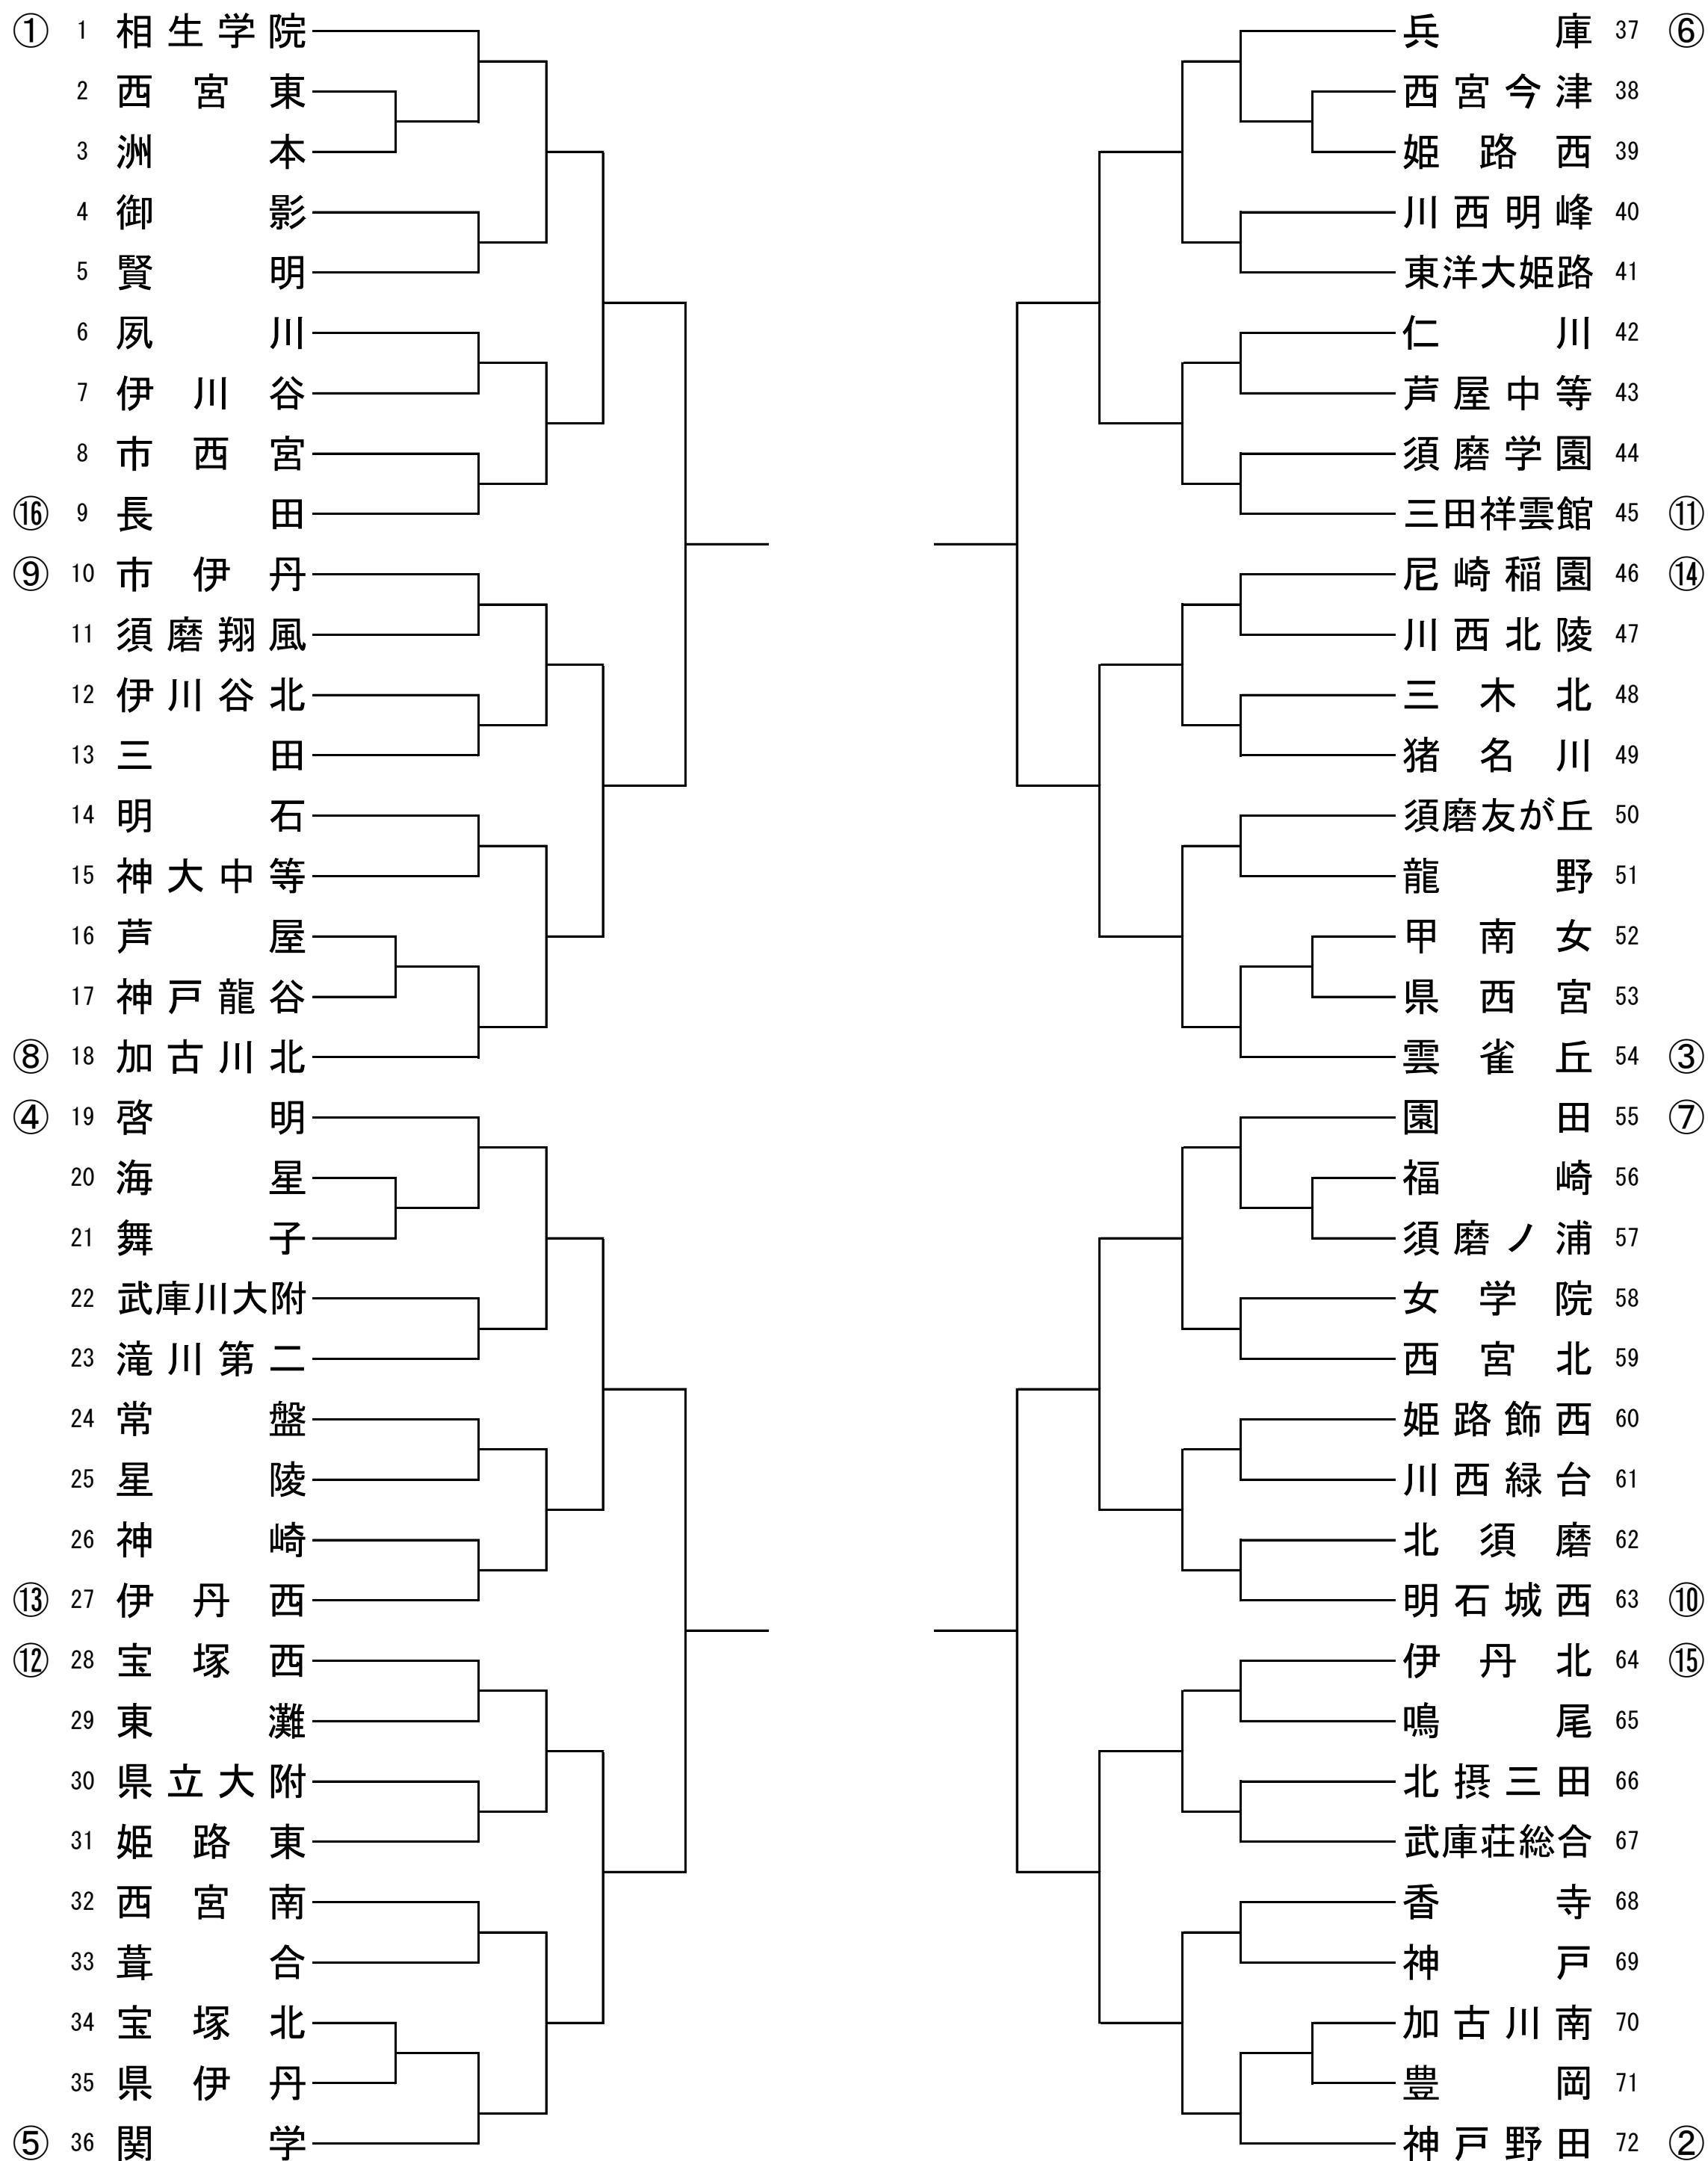 ① 1 相生学院
2 西宮東
3 洲本
4 御影
5 賢明
6 夙川
7 伊川谷
8 市西宮
⑯ 9 長田
⑨ 10 市伊丹
11 須磨翔風
12 伊川谷北
13 三田
14 明石
15 神大中等
16 芦屋
17 神戸龍谷
⑧ 18 加古川北
④ 19 啓明
20 海星
21 舞子
22 武庫川大附
23 滝川第二
24 常盤
25 星陵
26 神崎
⑬ 27 伊丹西
⑫ 28 宝塚西
29 東灘
30 県立大附
31 姫路東
32 西宮南
33 葺合
34 宝塚北
35 県伊丹
⑤ 36 関学
兵庫 37 ⑥
西宮今津 38
姫路西 39
川西明峰 40
東洋大姫路 41
仁川 42
芦屋中等 43
須磨学園 44
三田祥雲館 45 ⑪
尼崎稲園 46 ⑭
川西北陵 47
三木北 48
猪名川 49
須磨友が丘 50
龍野 51
甲南女 52
県西宮 53
雲雀丘 54 ③
園田 55 ⑦
福崎 56
須磨ノ浦 57
女学院 58
西宮北 59
姫路飾西 60
川西緑台 61
北須磨 62
明石城西 63 ⑩
伊丹北 64 ⑮
鳴尾 65
北摂三田 66
武庫荘総合 67
香寺 68
神戸 69
加古川南 70
豊岡 71
神戸野田 72 ②